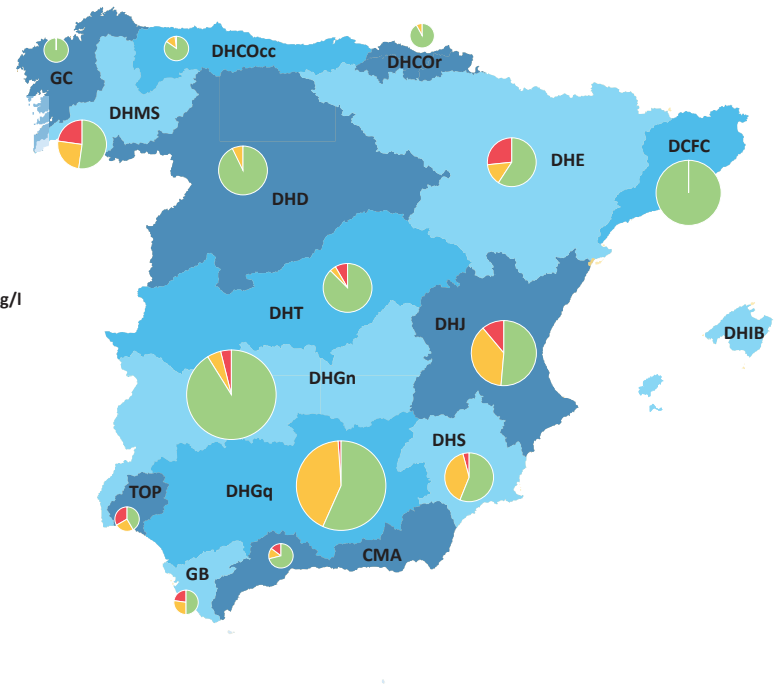 DHCOcc
DHCOr
GC
DHMS
DCFC
DHE
DHD
g/l
DHT
DHJ
DHIB
DHGn
DHS
TOP
DHGq
CMA
GB